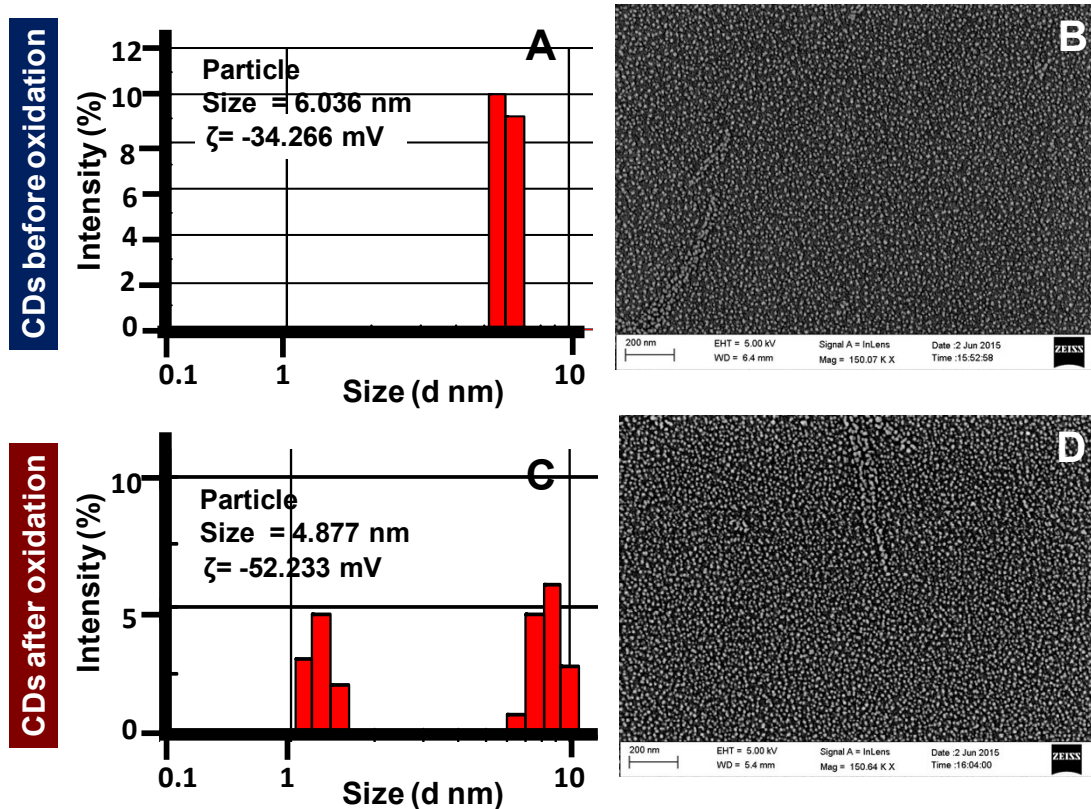 CDs before oxidation
A
Intensity (%)
12
10
8
6
4
2
0
Particle
Size = 6.036 nm
ζ= -34.266 mV
0.1
1
10
Size (d nm)
B
200 nm
EHT = 5.00 kV
Signal A = InLens
Date :2 Jun 2015
WD = 6.4 mm
Mag = 150.07 K X
Time :15:52:58
ZEISS
CDs after oxidation
C
Intensity (%)
10
5
0
Particle
Size = 4.877 nm
ζ= -52.233 mV
0.1
1
10
Size (d nm)
D
200 nm
EHT = 5.00 kV
Signal A = InLens
Date :2 Jun 2015
WD = 5.4 mm
Mag = 150.64 K X
Time :16:04:00
ZEISS